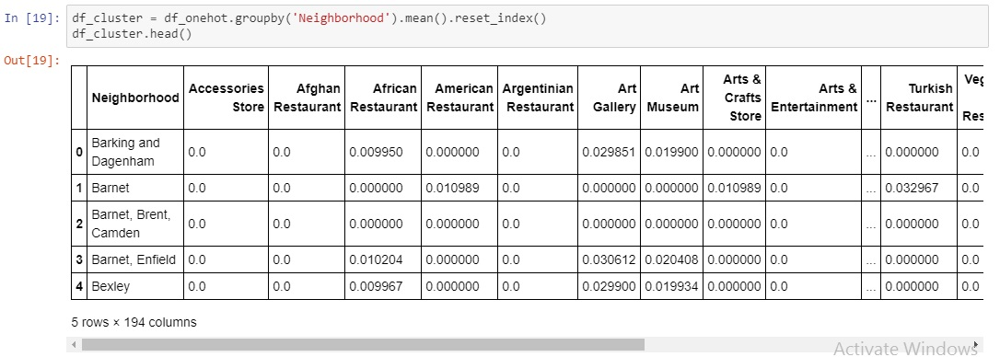 In [19]: df_cluster = df_onehot.groupby('Neighborhood').mean().reset_index()
df_cluster.head()
Out[19]:
Neighborhood Accessories Store Afghan Restaurant African Restaurant American Restaurant Argentinian Restaurant Art Gallery Art Museum Arts & Crafts Store Arts & Entertainment ... Turkish Restaurant
0 Barking and Dagenham 0.0 0.0 0.009950 0.000000 0.0 0.029851 0.019900 0.000000 0.0 ... 0.000000 0.0
1 Barnet 0.0 0.0 0.000000 0.010989 0.0 0.000000 0.000000 0.010989 0.0 ... 0.032967 0.0
2 Barnet, Brent, Camden 0.0 0.0 0.000000 0.000000 0.0 0.000000 0.000000 0.000000 0.0 ... 0.000000 0.0
3 Barnet, Enfield 0.0 0.0 0.010204 0.000000 0.0 0.030612 0.020408 0.000000 0.0 ... 0.000000 0.0
4 Bexley 0.0 0.0 0.009967 0.000000 0.0 0.029900 0.019934 0.000000 0.0 ... 0.000000 0.0
5 rows × 194 columns
Activate Windows